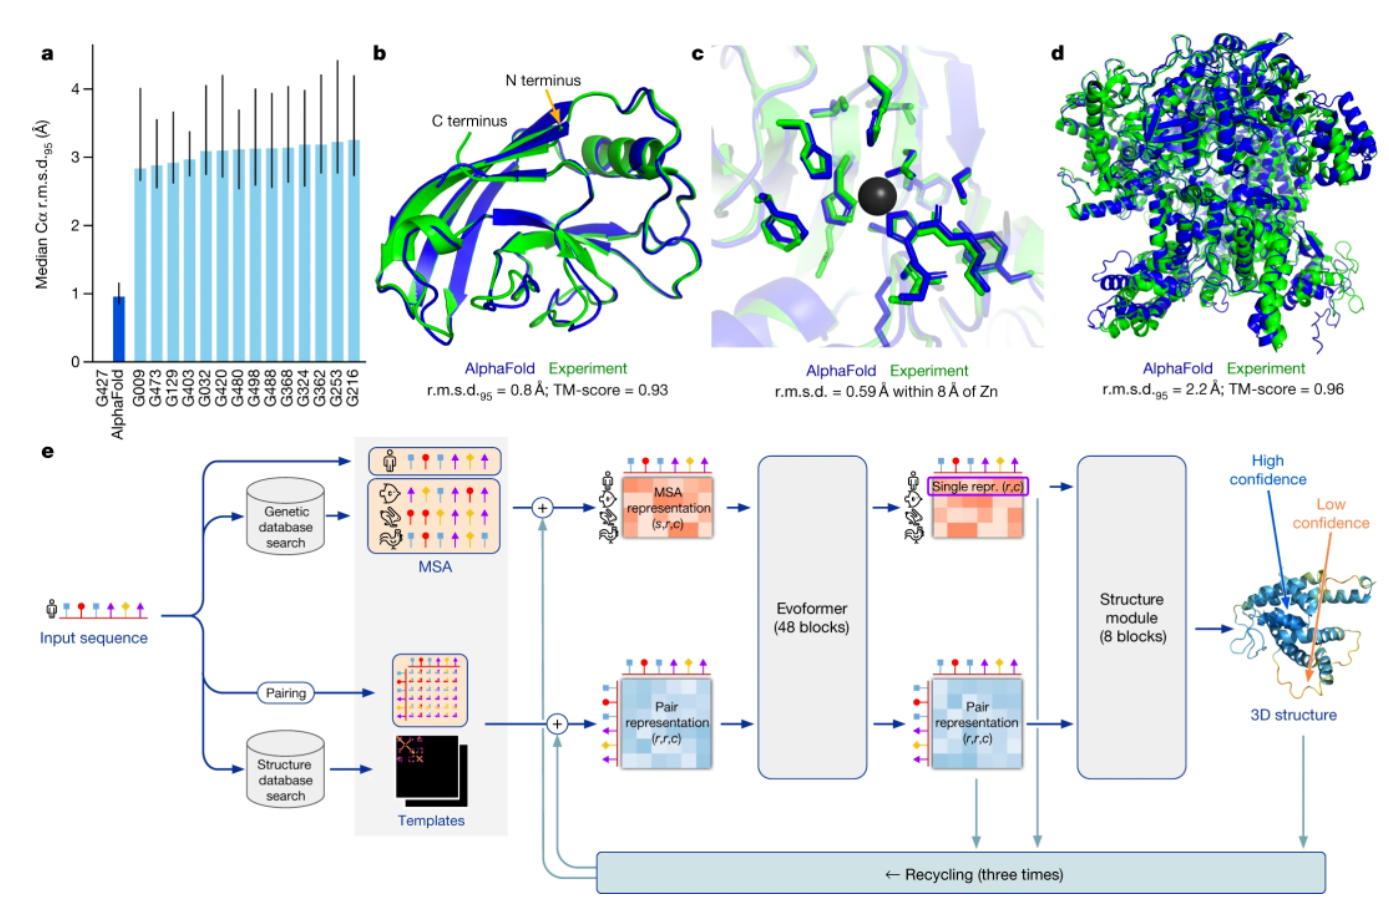 a
Median Cα r.m.s.d.95 (Å)
4
3
2
1
0
G427
AlphaFold
G009
G473
G129
G403
G032
G420
G480
G498
G488
G368
G324
G362
G253
G216
b
N terminus
C terminus
AlphaFold Experiment
r.m.s.d.95 = 0.8 Å; TM-score = 0.93
c
AlphaFold Experiment
r.m.s.d. = 0.59 Å within 8 Å of Zn
d
AlphaFold Experiment
r.m.s.d.95 = 2.2 Å; TM-score = 0.96
e
Input sequence
Genetic
database
search
Pairing
Structure
database
search
MSA
Templates
+
+
MSA
representation
(s,r,c)
Pair
representation
(r,r,c)
Evoformer
(48 blocks)
Single repr. (r,c)
Pair
representation
(r,r,c)
Structure
module
(8 blocks)
High
confidence
Low
confidence
3D structure
← Recycling (three times)